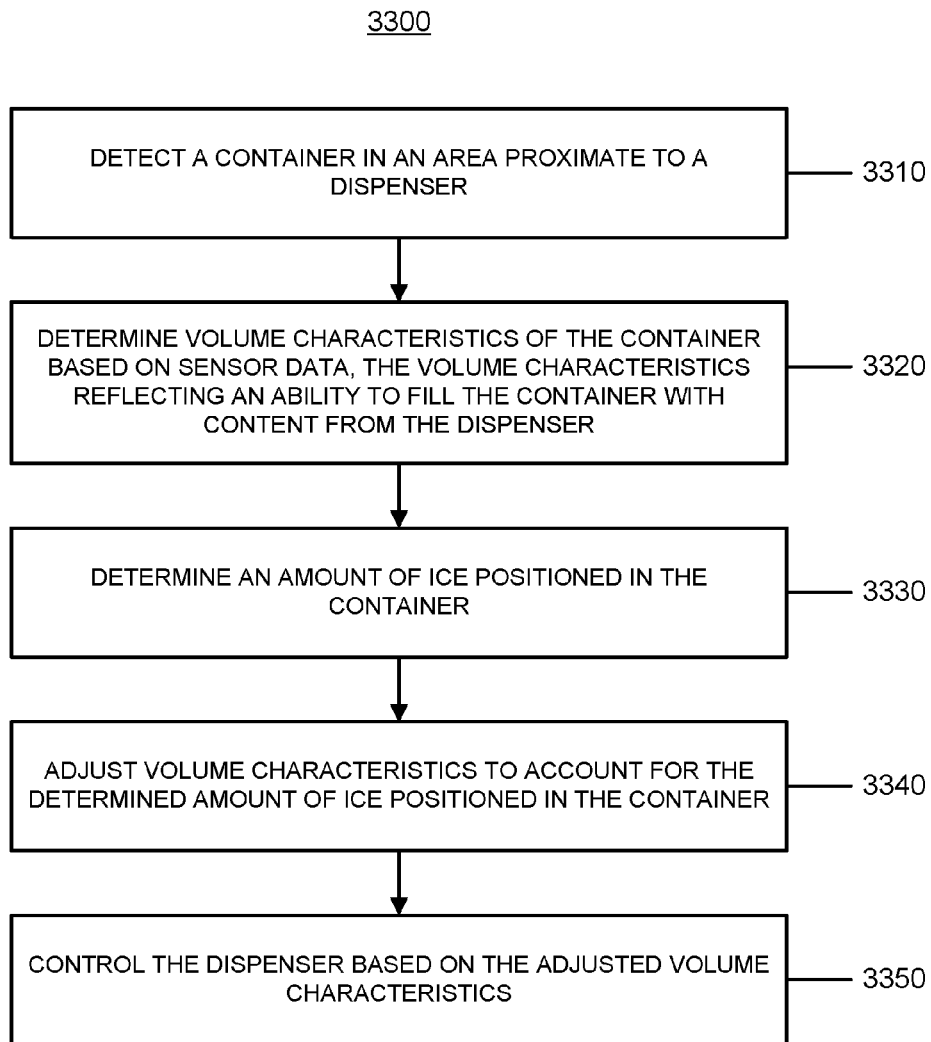 3300
DETECT A CONTAINER IN AN AREA PROXIMATE TO A
DISPENSER
3310
DETERMINE VOLUME CHARACTERISTICS OF THE CONTAINER
BASED ON SENSOR DATA, THE VOLUME CHARACTERISTICS
REFLECTING AN ABILITY TO FILL THE CONTAINER WITH
CONTENT FROM THE DISPENSER
3320
DETERMINE AN AMOUNT OF ICE POSITIONED IN THE
CONTAINER
3330
ADJUST VOLUME CHARACTERISTICS TO ACCOUNT FOR THE
DETERMINED AMOUNT OF ICE POSITIONED IN THE CONTAINER
3340
CONTROL THE DISPENSER BASED ON THE ADJUSTED VOLUME
CHARACTERISTICS
3350